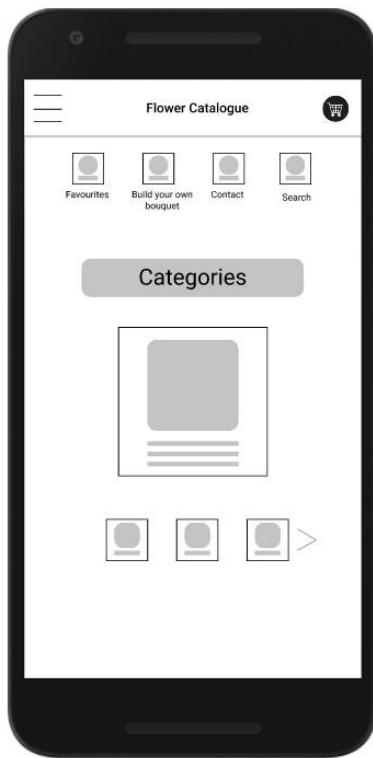 Flower Catalogue
Favourites
Build your own
bouquet
Contact
Search
Categories